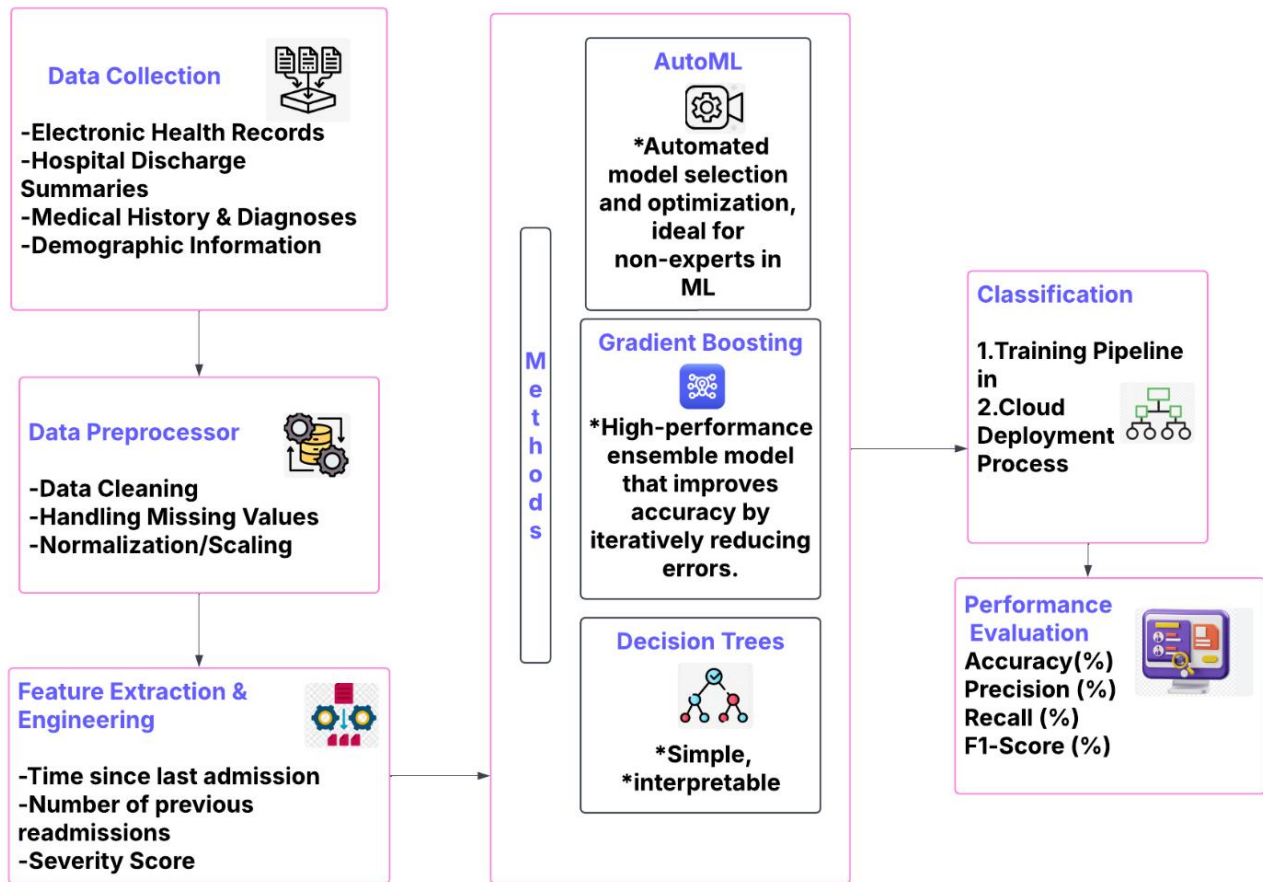 Data Collection
-Electronic Health Records
-Hospital Discharge
Summaries
-Medical History & Diagnoses
-Demographic Information
Data Preprocessor
-Data Cleaning
-Handling Missing Values
-Normalization/Scaling
Feature Extraction &
Engineering
-Time since last admission
-Number of previous
readmissions
-Severity Score
Methods
AutoML
*Automated
model selection
and optimization,
ideal for
non-experts in
ML
Gradient Boosting
*High-performance
ensemble model
that improves
accuracy by
iteratively reducing
errors.
Decision Trees
*Simple,
*interpretable
Classification
1.Training Pipeline
in
2.Cloud
Deployment
Process
Performance
Evaluation
Accuracy(%)
Precision (%)
Recall (%)
F1-Score (%)